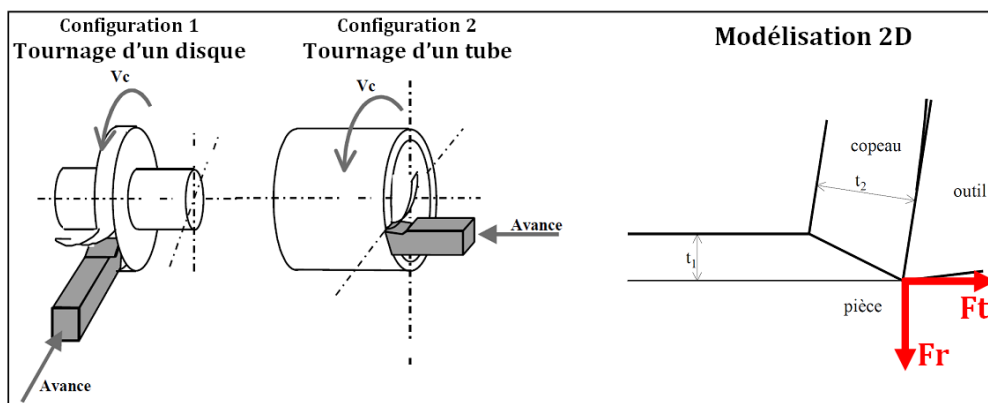 Configuration 1
Tournage d'un disque
Vc
Avance
Configuration 2
Tournage d'un tube
Vc
Avance
Modélisation 2D
copeau
t2
outil
t1
pièce
Ft
Fr